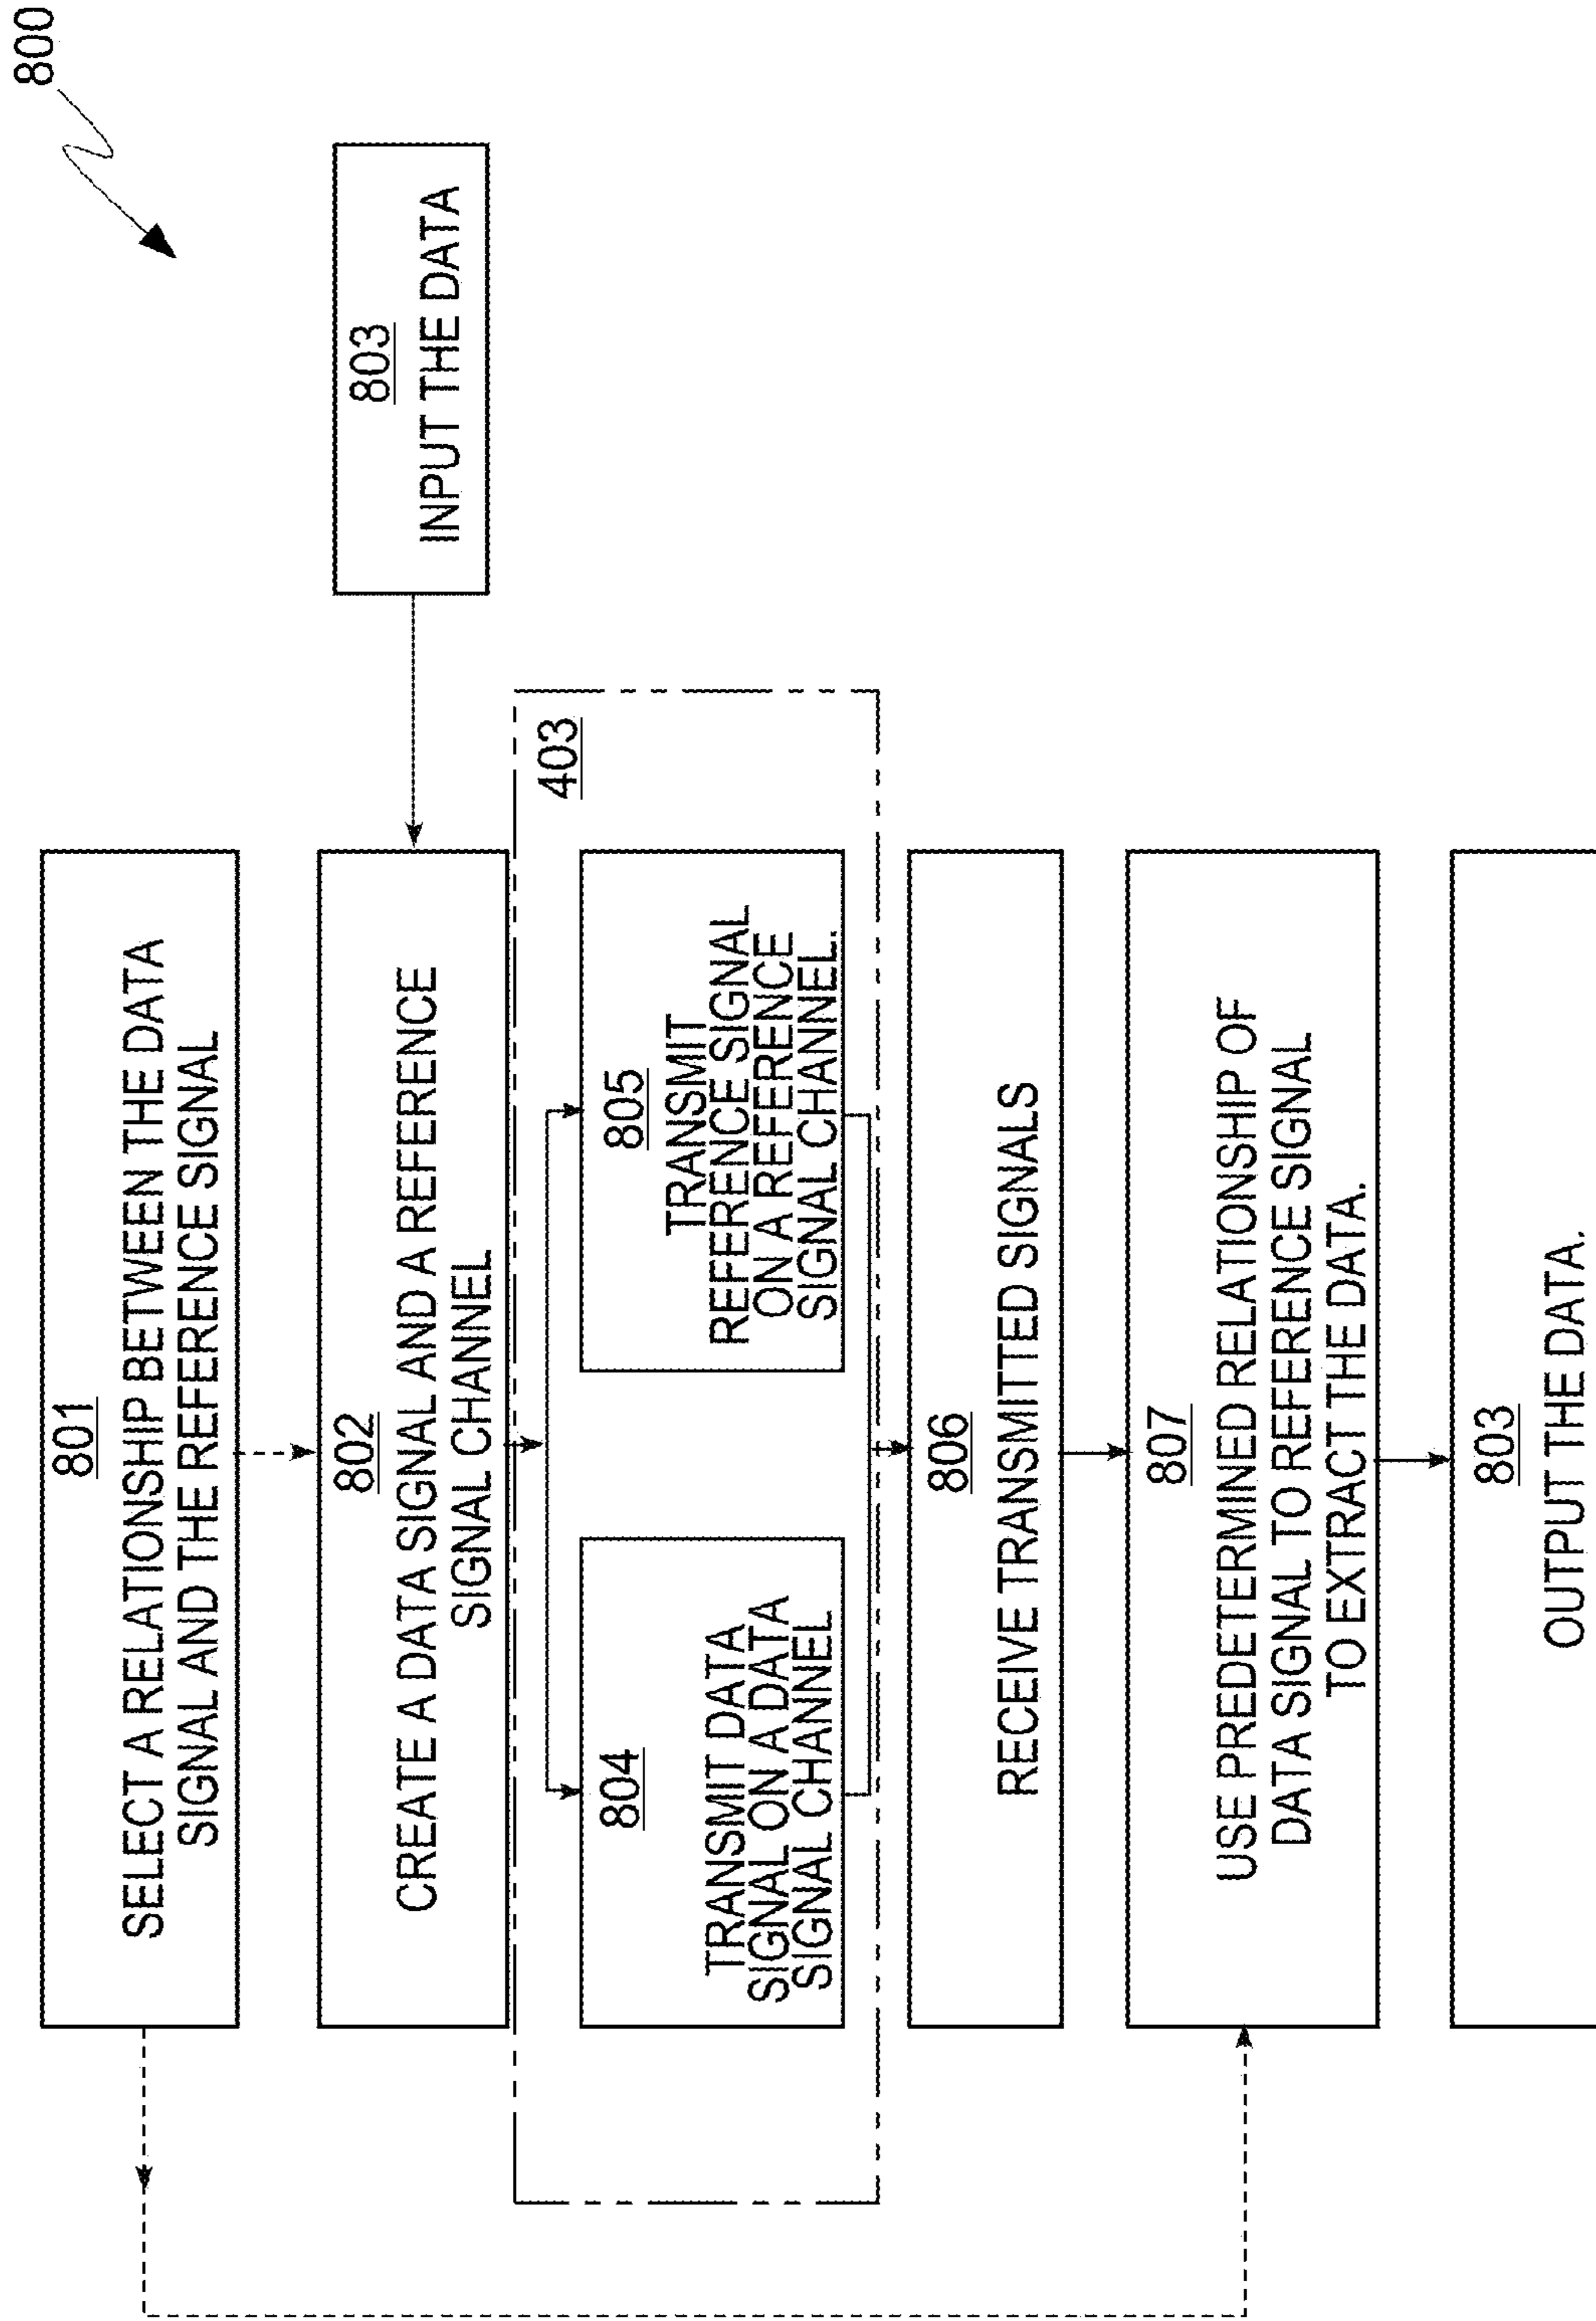 800
801
SELECT A RELATIONSHIP BETWEEN THE DATA
SIGNAL AND THE REFERENCE SIGNAL
802
CREATE A DATA SIGNAL AND A REFERENCE
SIGNAL CHANNEL
803
INPUT THE DATA
403
804
TRANSMIT DATA
SIGNAL ON A DATA
SIGNAL CHANNEL
805
TRANSMIT
REFERENCE SIGNAL
ON A REFERENCE
SIGNAL CHANNEL.
806
RECEIVE TRANSMITTED SIGNALS
807
USE PREDETERMINED RELATIONSHIP OF
DATA SIGNAL TO REFERENCE SIGNAL
TO EXTRACT THE DATA.
803
OUTPUT THE DATA.